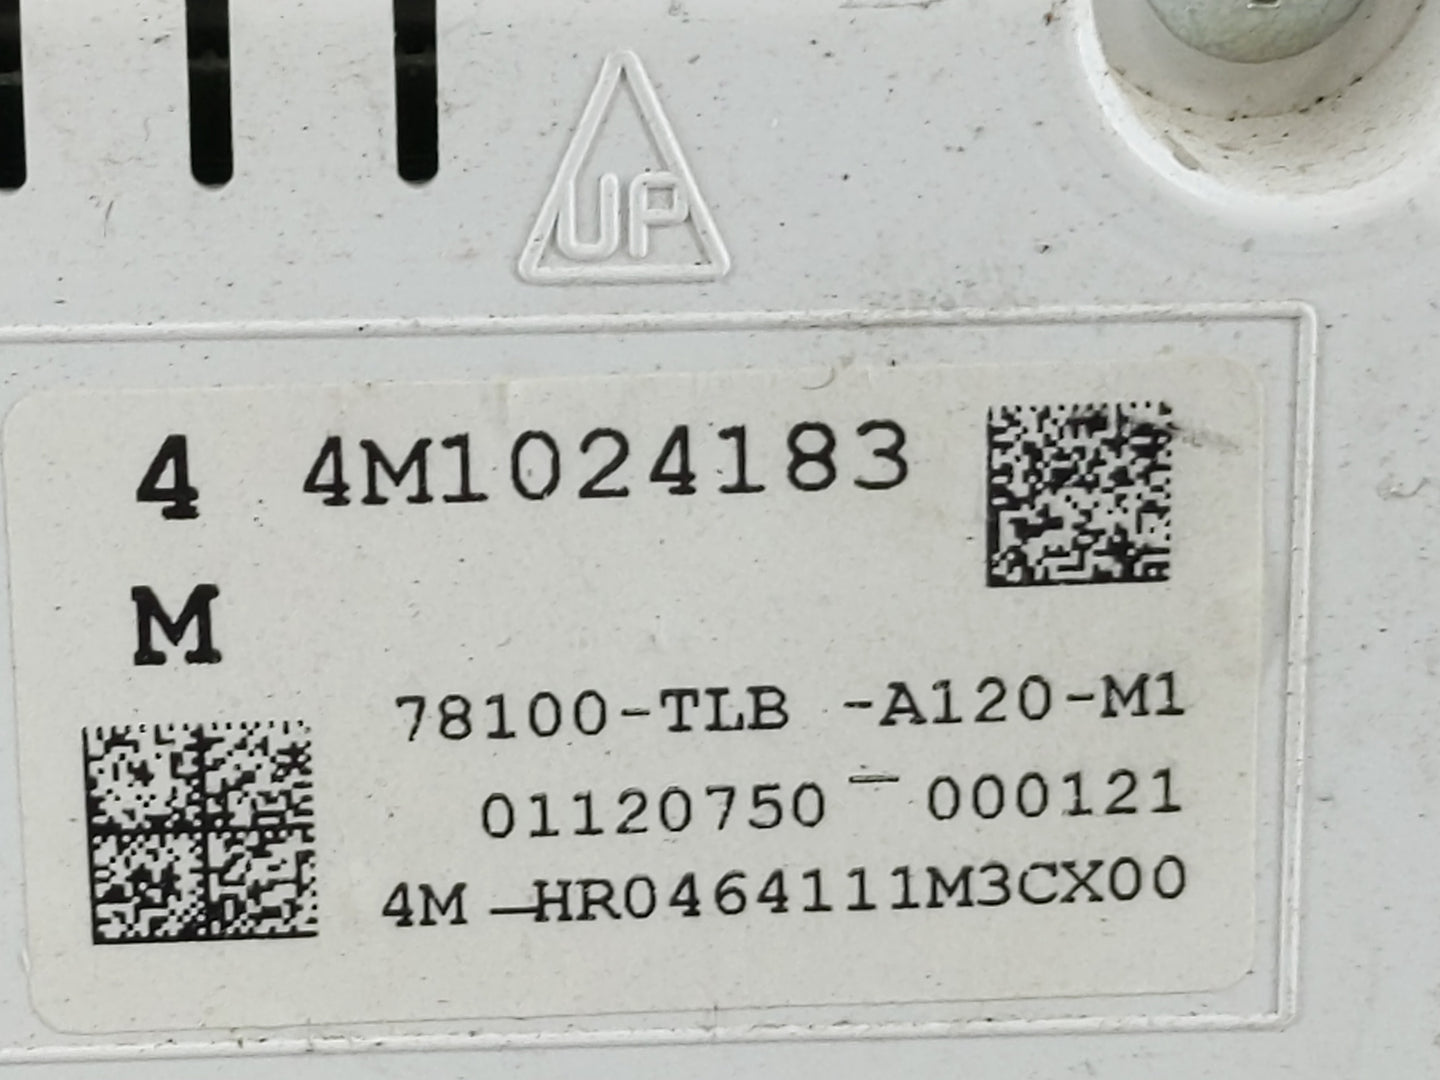 UP
4 4M1024183
M
78100-TLB -A120-M1
01120750 - 000121
4M -HR0464111M3CX00